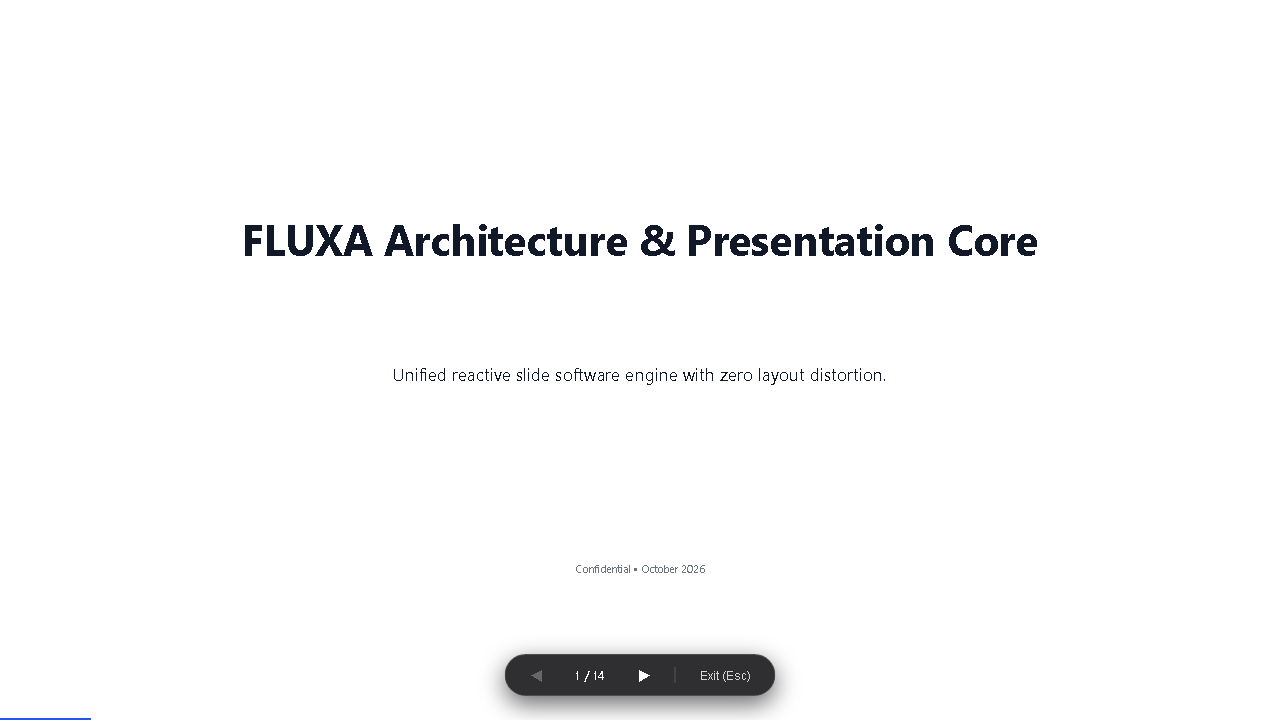 FLUXA Architecture & Presentation Core
Unified reactive slide software engine with zero layout distortion.
Confidential • October 2026
◀ 1 / 14 ▶ | Exit (Esc)